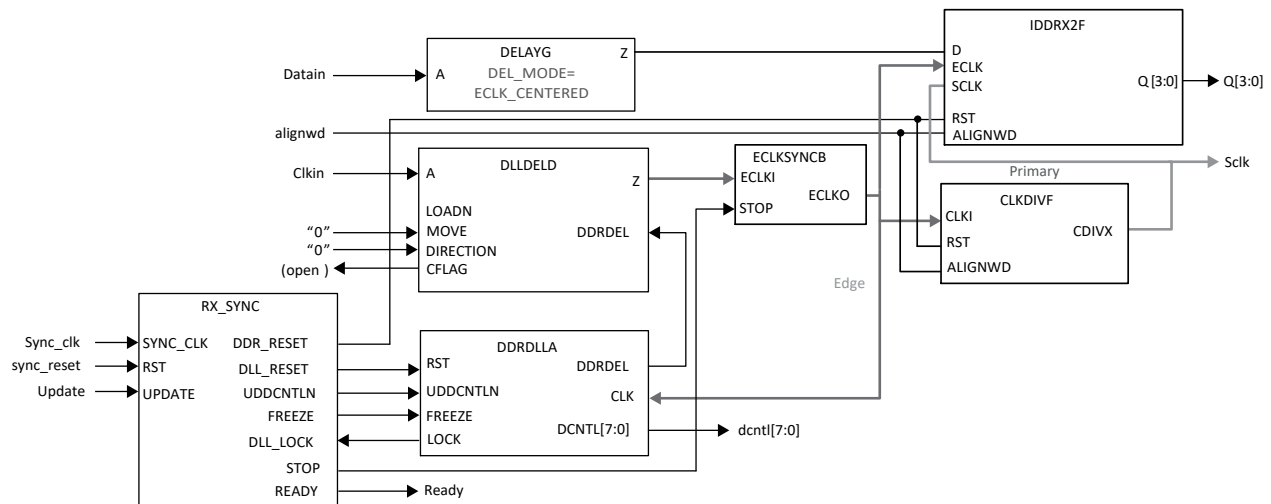 IDDRX2F
DELAYG
Z
D
Datain
A
DEL_MODE=
ECLK_CENTERED
ECLK
SCLK
Q [3:0]
Q[3:0]
RST
alignwd
ALIGNWD
Clkin
A
DLLDELD
Z
ECLKSYNCB
ECLKI
ECLKO
STOP
Sclk
Primary
CLKDIVF
CLKI
CDIVX
RST
ALIGNWD
LOADN
"0"
MOVE
DDRDEL
"0"
DIRECTION
(open )
CFLAG
Edge
RX_SYNC
Sync_clk
SYNC_CLK
DDR_RESET
sync_reset
RST
DLL_RESET
Update
UPDATE
UDDCNTLN
FREEZE
DLL_LOCK
STOP
READY
Ready
DDRDLLA
RST
DDRDEL
UDDCNTLN
CLK
FREEZE
LOCK
DCNTL[7:0]
dcntl[7:0]